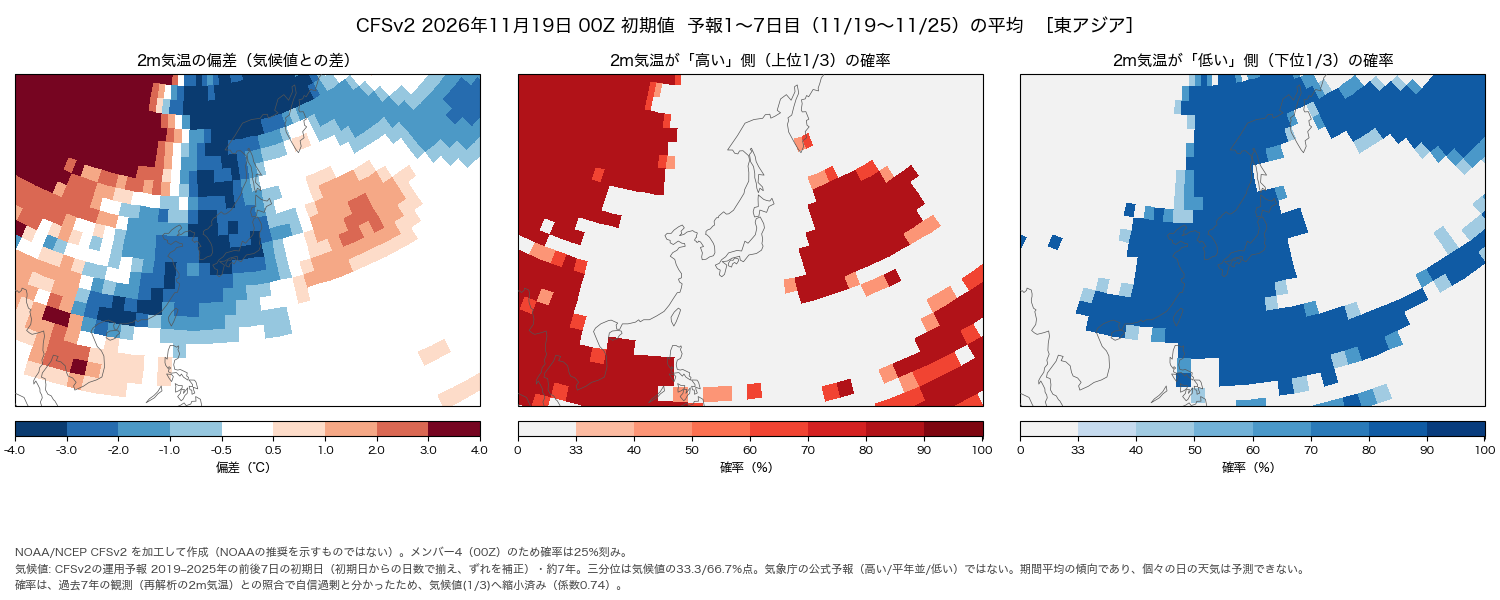 CFSv2 2026年11月19日 00Z 初期値 予報1～7日目（11/19～11/25）の平均 ［東アジア］
2m気温の偏差（気候値との差）
2m気温が「高い」側（上位1/3）の確率
2m気温が「低い」側（下位1/3）の確率
-4.0 -3.0 -2.0 -1.0 -0.5 0.5 1.0 2.0 3.0 4.0
偏差（℃）
0 33 40 50 60 70 80 90 100
確率（%）
0 33 40 50 60 70 80 90 100
確率（%）
NOAA/NCEP CFSv2 を加工して作成（NOAAの推奨を示すものではない）。メンバー4（00Z）のため確率は25%刻み。
気候値: CFSv2の運用予報 2019–2025年の前後7日の初期日（初期日からの日数で揃え、ずれを補正）・約7年。三分位は気候値の33.3/66.7%点。気象庁の公式予報（高い/平年並/低い）ではない。期間平均の傾向であり、個々の日の天気は予測できない。
確率は、過去7年の観測（再解析の2m気温）との照合で自信過剰と分かったため、気候値(1/3)へ縮小済み（係数0.74）。